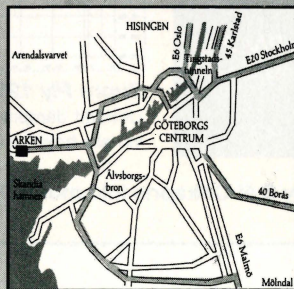 HISINGEN
E6 Oslo
45 Karlstad
Arendalsvarvet
Tingstads-
tunneln
E20 Stockholm
GÖTEBORGS
CENTRUM
ARKEN
Skandia
hamnen
Älvsborgs-
bron
40 Borås
E6 Malmö
Mölndal